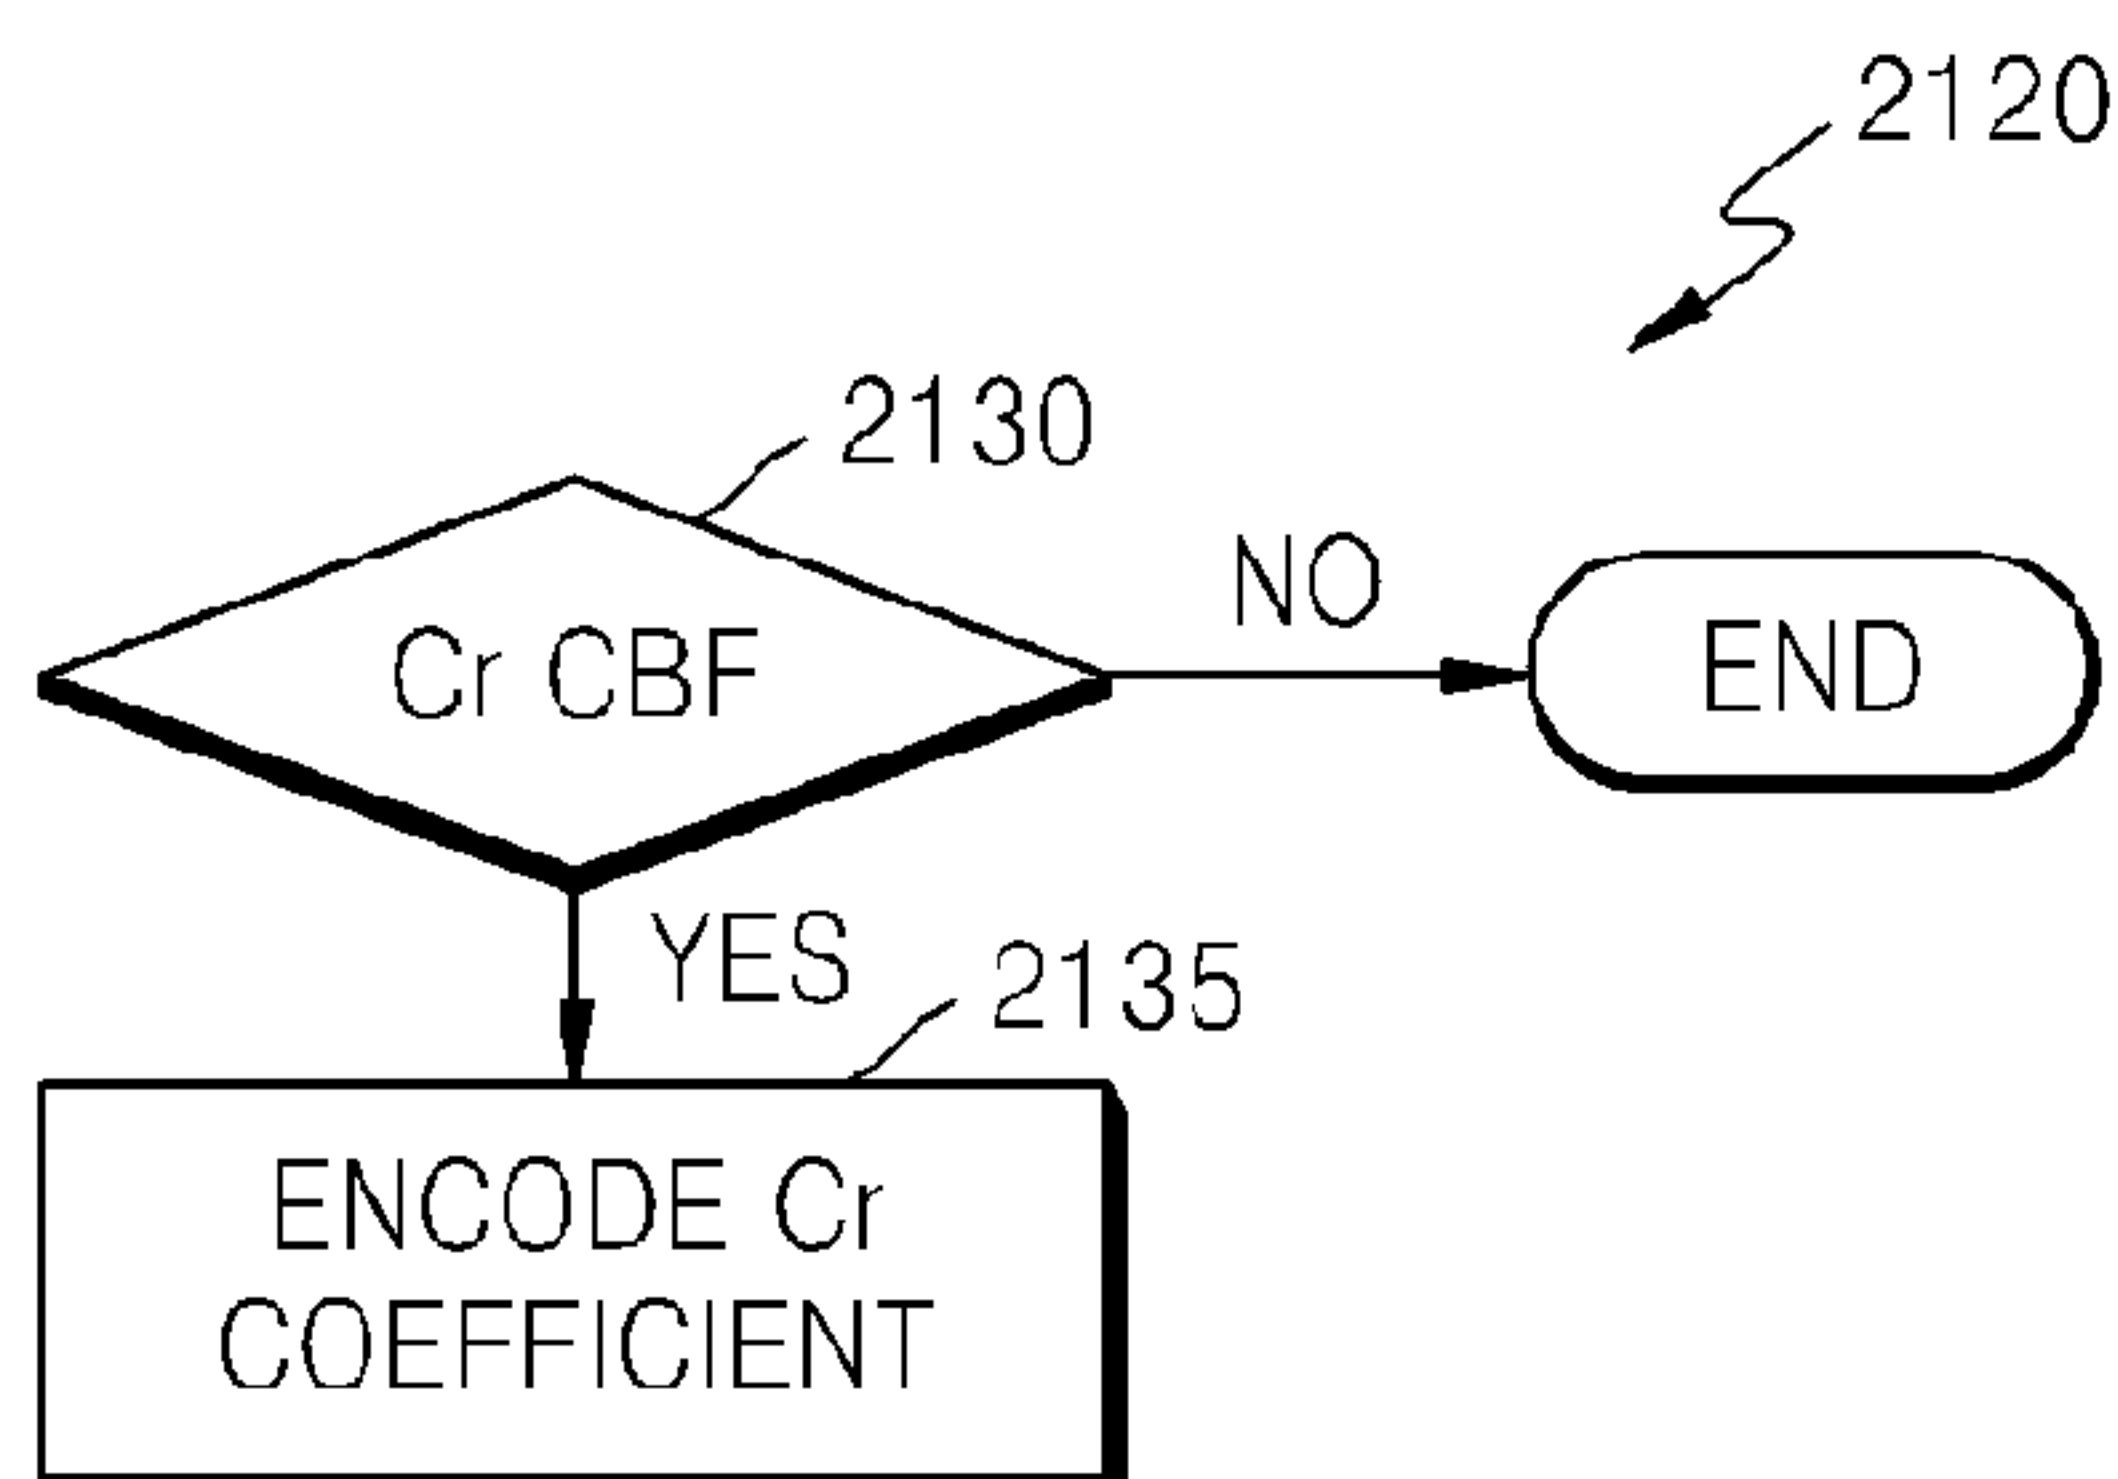 2120
2130
Cr CBF
NO
END
YES
2135
ENCODE Cr
COEFFICIENT